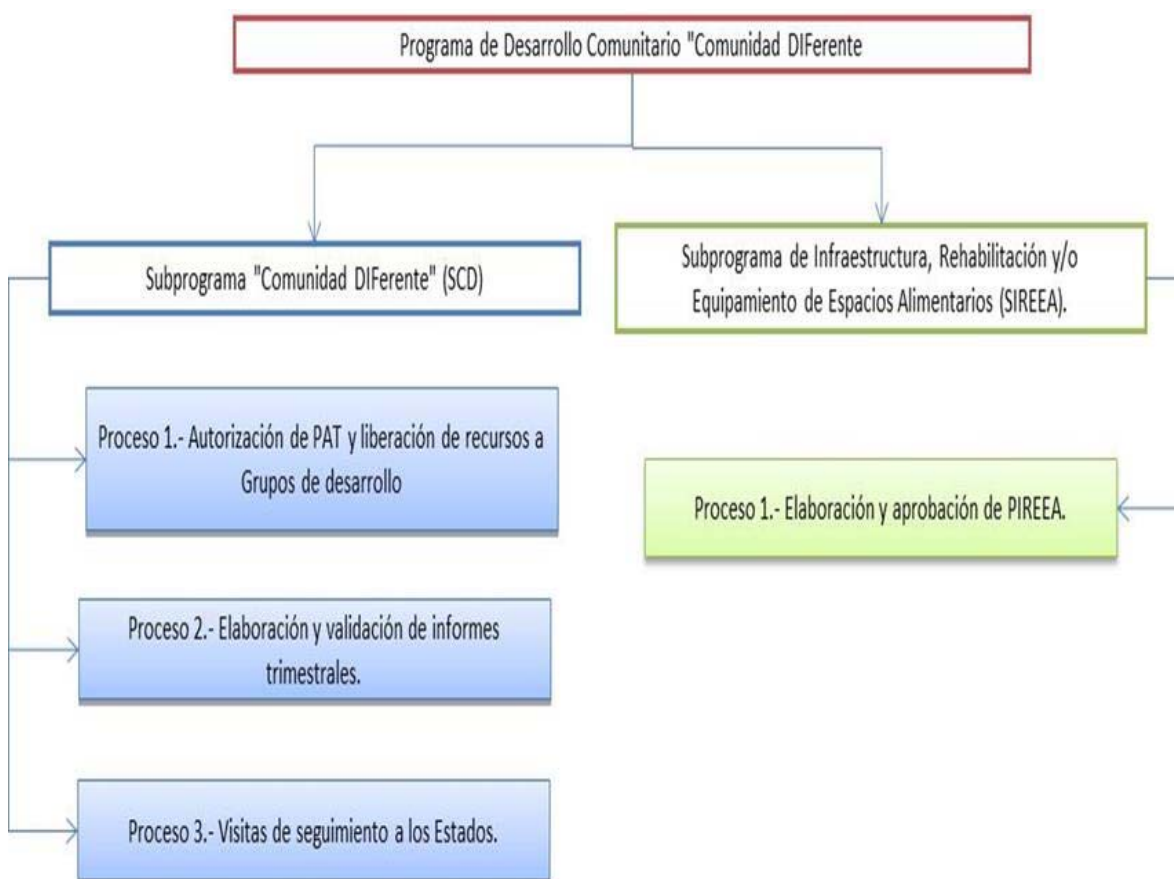 Programa de Desarrollo Comunitario "Comunidad DIFerente
Subprograma "Comunidad DIFerente" (SCD)
Subprograma de Infraestructura, Rehabilitación y/o
Equipamiento de Espacios Alimentarios (SIREEA).
Proceso 1.- Autorización de PAT y liberación de recursos a
Grupos de desarrollo
Proceso 1.- Elaboración y aprobación de PIREEA.
Proceso 2.- Elaboración y validación de informes
trimestrales.
Proceso 3.- Visitas de seguimiento a los Estados.